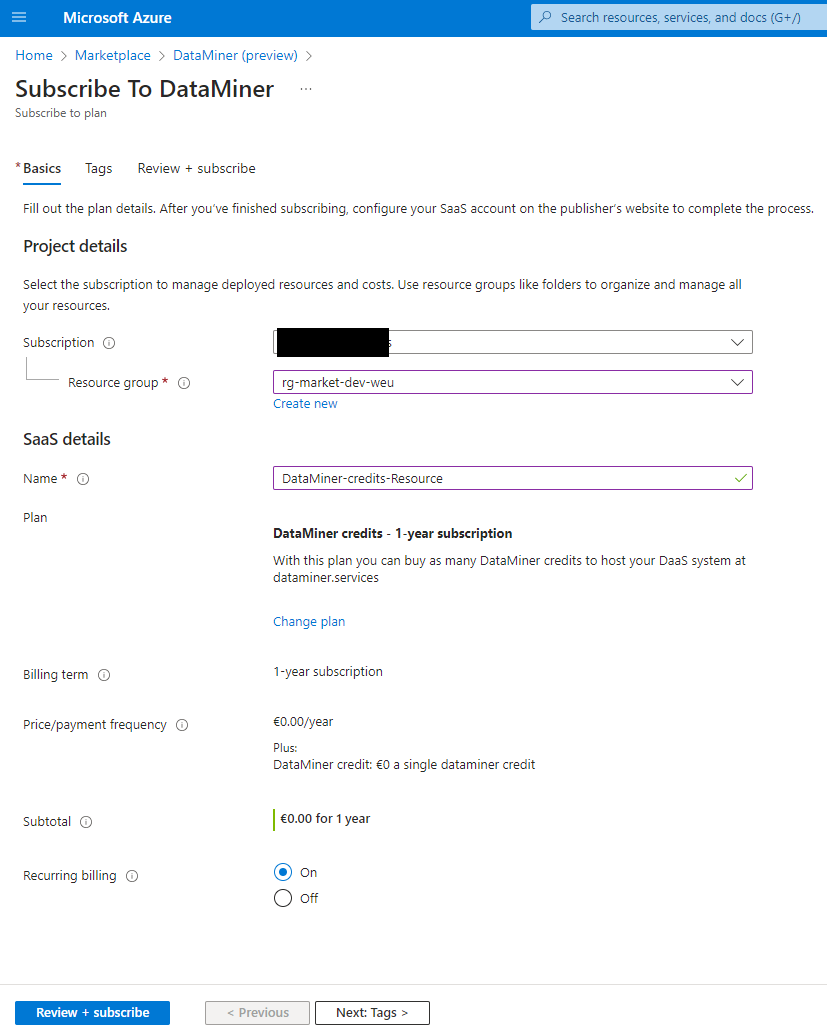 Microsoft Azure
Search resources, services, and docs (G+/)
Home > Marketplace > DataMiner (preview) >
Subscribe To DataMiner ...
Subscribe to plan
* Basics Tags Review + subscribe
Fill out the plan details. After you've finished subscribing, configure your SaaS account on the publisher's website to complete the process.
Project details
Select the subscription to manage deployed resources and costs. Use resource groups like folders to organize and manage all
your resources.
Subscription
Resource group *
rg-market-dev-weu
Create new
SaaS details
Name *
DataMiner-credits-Resource
Plan
DataMiner credits - 1-year subscription
With this plan you can buy as many DataMiner credits to host your DaaS system at
dataminer.services
Change plan
Billing term
1-year subscription
Price/payment frequency
€0.00/year
Plus:
DataMiner credit: €0 a single dataminer credit
Subtotal
€0.00 for 1 year
Recurring billing
On
Off
Review + subscribe
< Previous
Next: Tags >